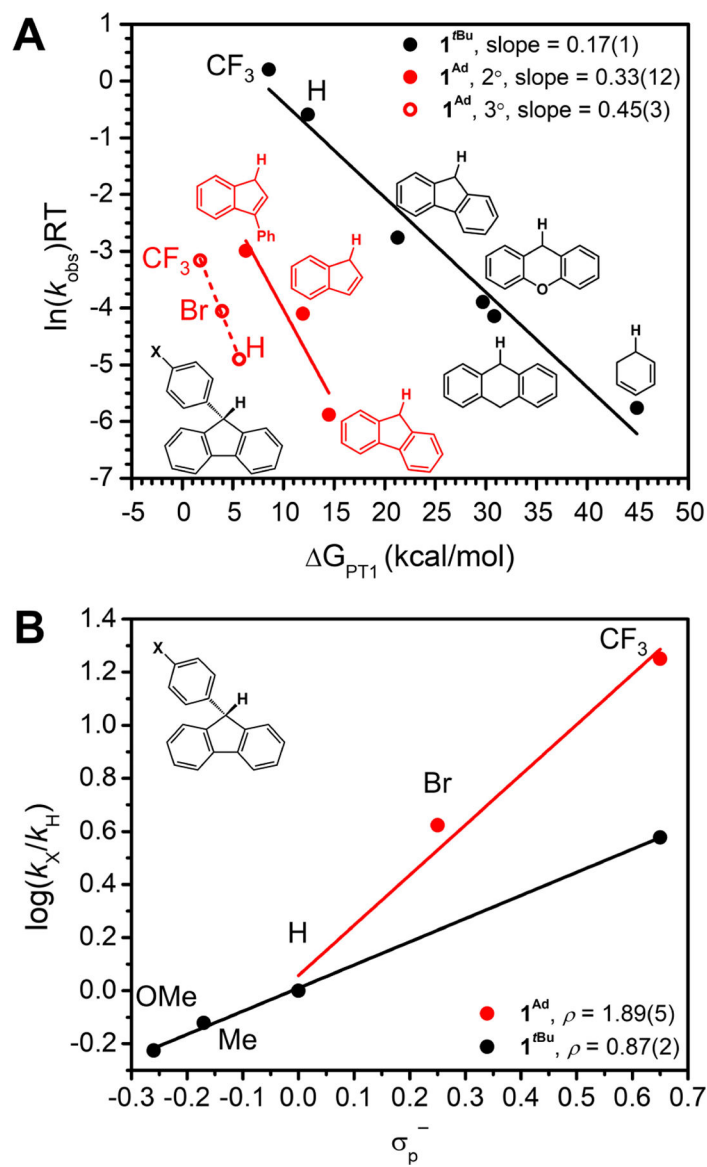 A
1
0
-1
-2
-3
-4
-5
-6
-7
ln(k_obs)RT
1^tBu, slope = 0.17(1)
1^Ad, 2°, slope = 0.33(12)
1^Ad, 3°, slope = 0.45(3)
CF₃
H
H
H
H
Ph
H
O
CF₃
Br
H
X
H
H
H
H
-5 0 5 10 15 20 25 30 35 40 45 50
ΔG_PT1 (kcal/mol)
B
1.4
1.2
1.0
0.8
0.6
0.4
0.2
0.0
-0.2
log(k_X/k_H)
X
H
CF₃
Br
H
OMe
Me
1^Ad, ρ = 1.89(5)
1^tBu, ρ = 0.87(2)
-0.3 -0.2 -0.1 0.0 0.1 0.2 0.3 0.4 0.5 0.6 0.7
σ_p⁻